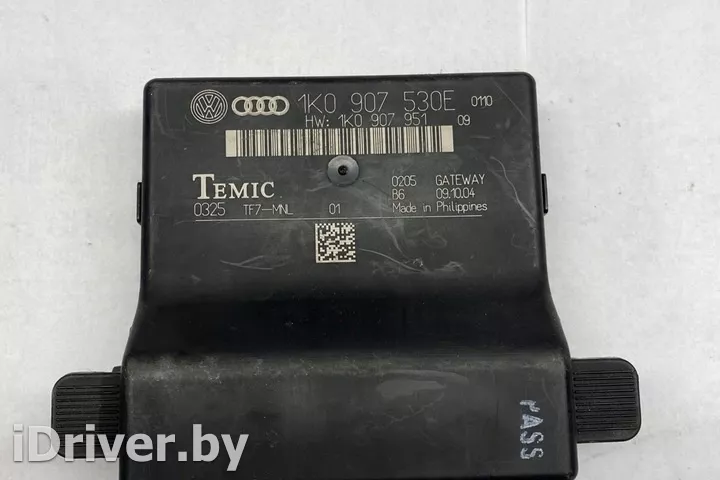 1K0 907 530E 0110
HW: 1K0 907 951 09
TEMIC
0205 GATEWAY
B6 09.10.04
0325 TF7-MNL 01 Made in Philippines
PASS
iDriver.by